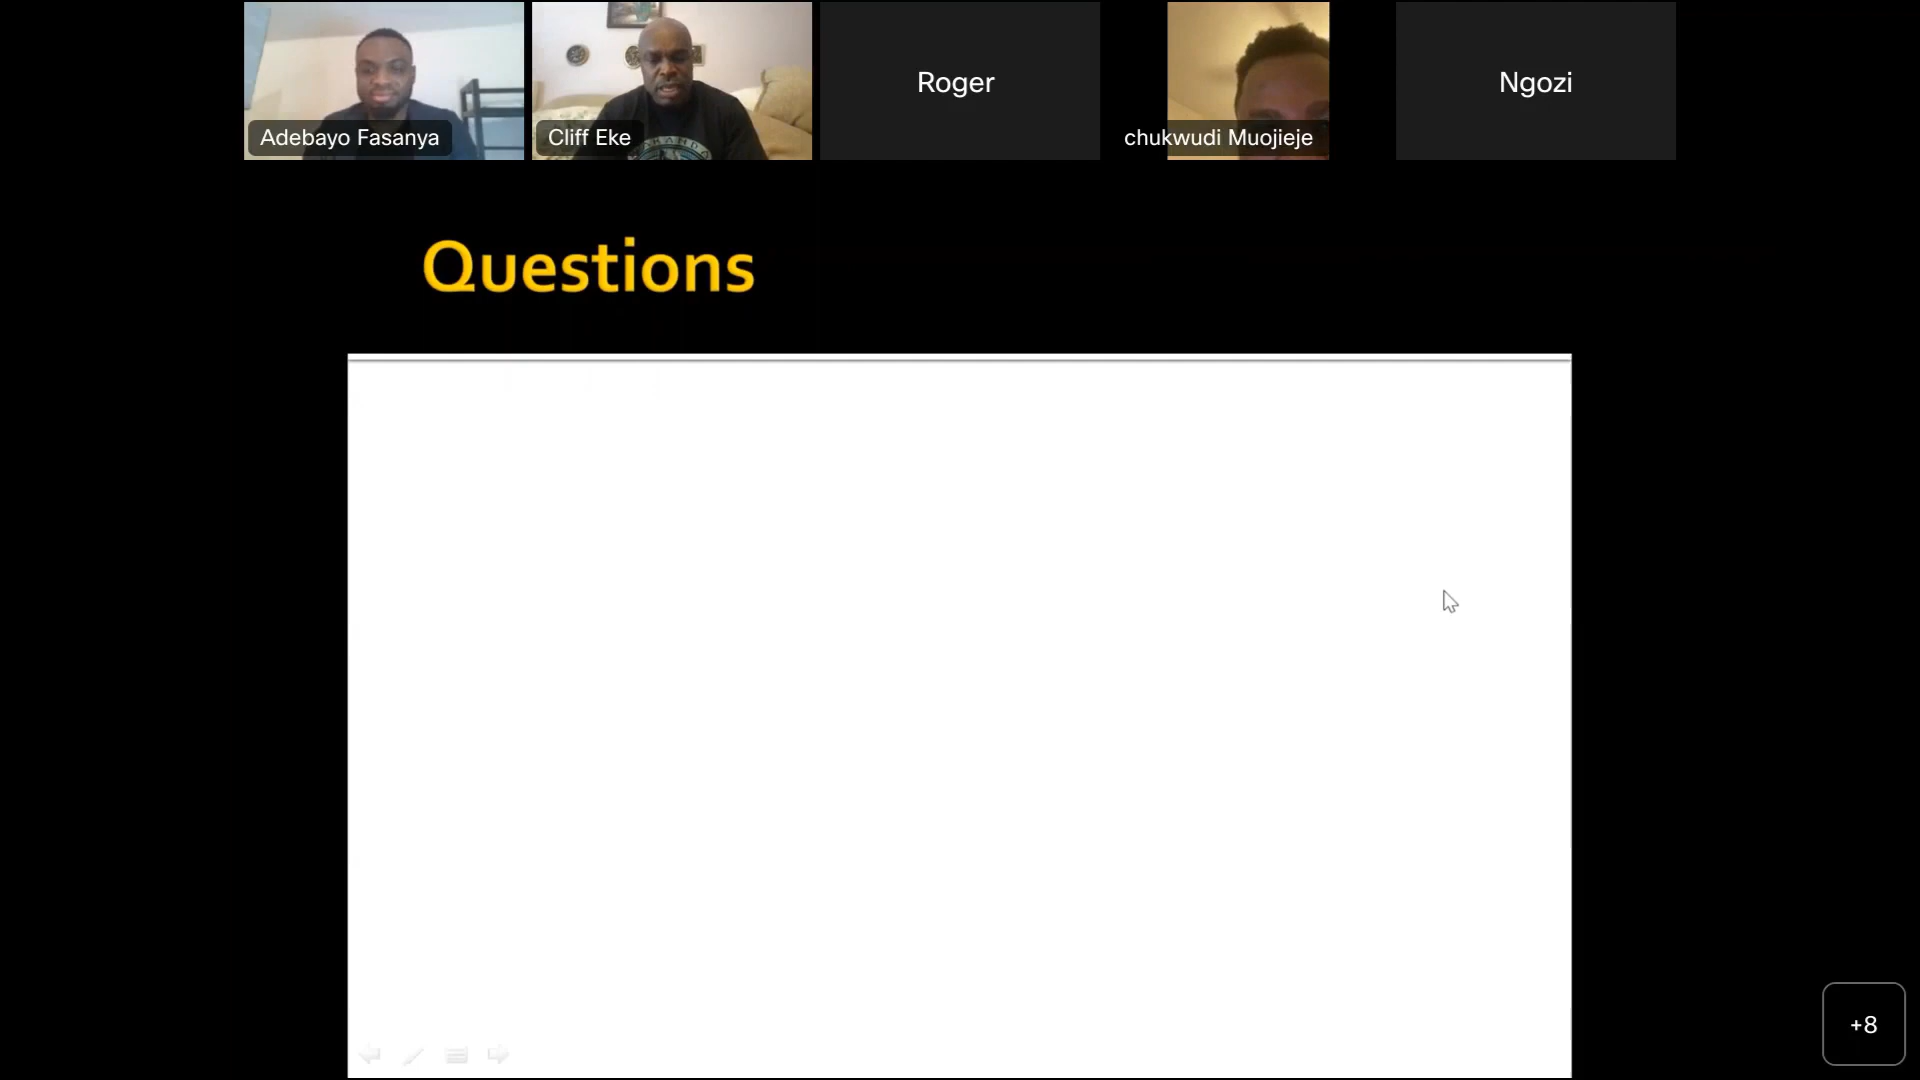 Adebayo Fasanya
Cliff Eke
Roger
chukwudi Muojieje
Ngozi
Questions
+8